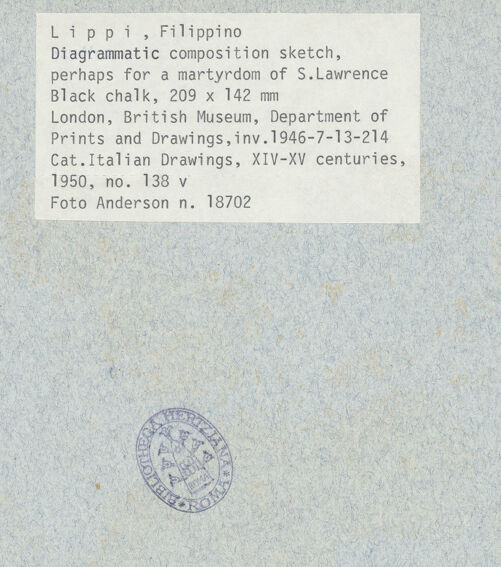 L i p p i , Filippino
Diagrammatic composition sketch,
perhaps for a martyrdom of S.Lawrence
Black chalk, 209 x 142 mm
London, British Museum, Department of
Prints and Drawings,inv.1946-7-13-214
Cat.Italian Drawings, XIV-XV centuries,
1950, no. 138 v
Foto Anderson n. 18702
BIBLIOTHECA HERTZIANA * ROMA *